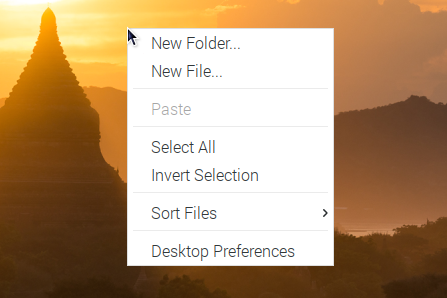 New Folder...
New File...
Paste
Select All
Invert Selection
Sort Files
Desktop Preferences